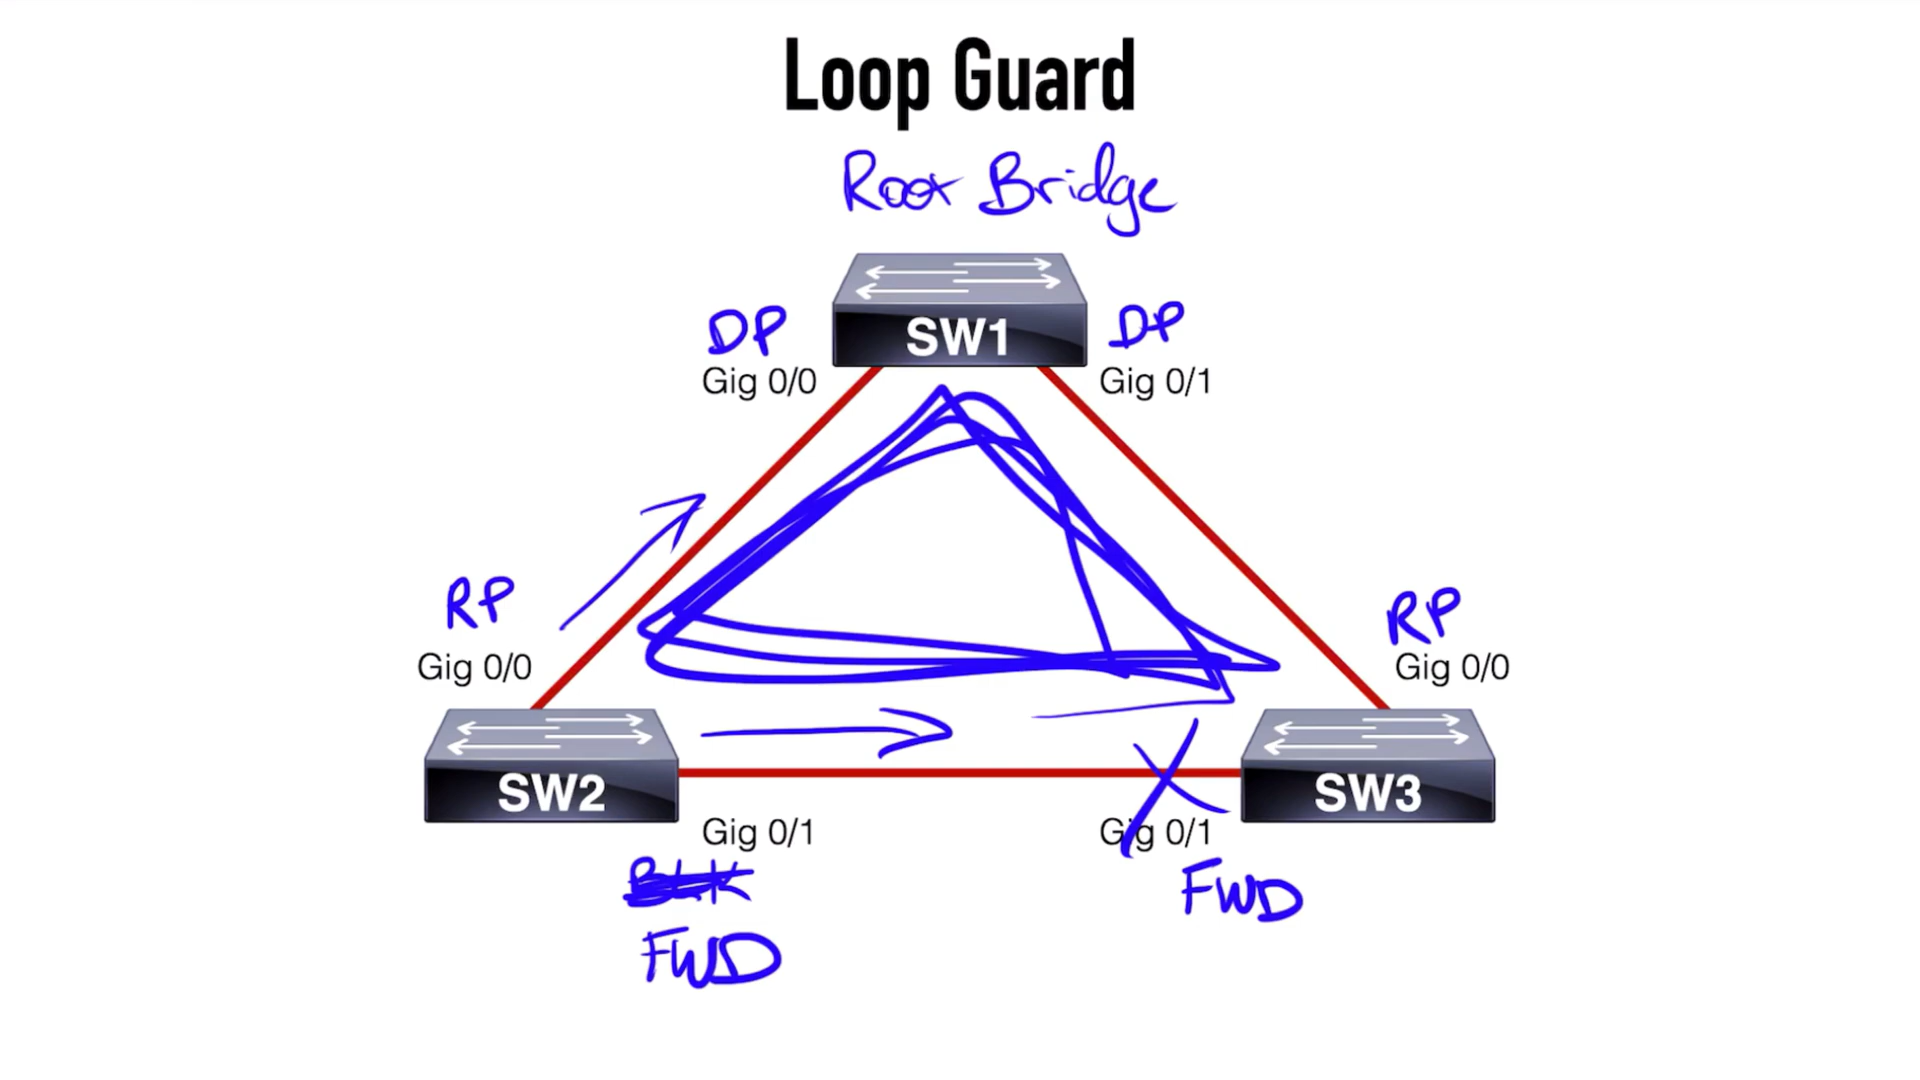 Loop Guard
Root Bridge
DP
DP
SW1
Gig 0/0
Gig 0/1
RP
RP
Gig 0/0
Gig 0/0
SW2
SW3
Gig 0/1
Gig 0/1
BLK
FWD
FWD